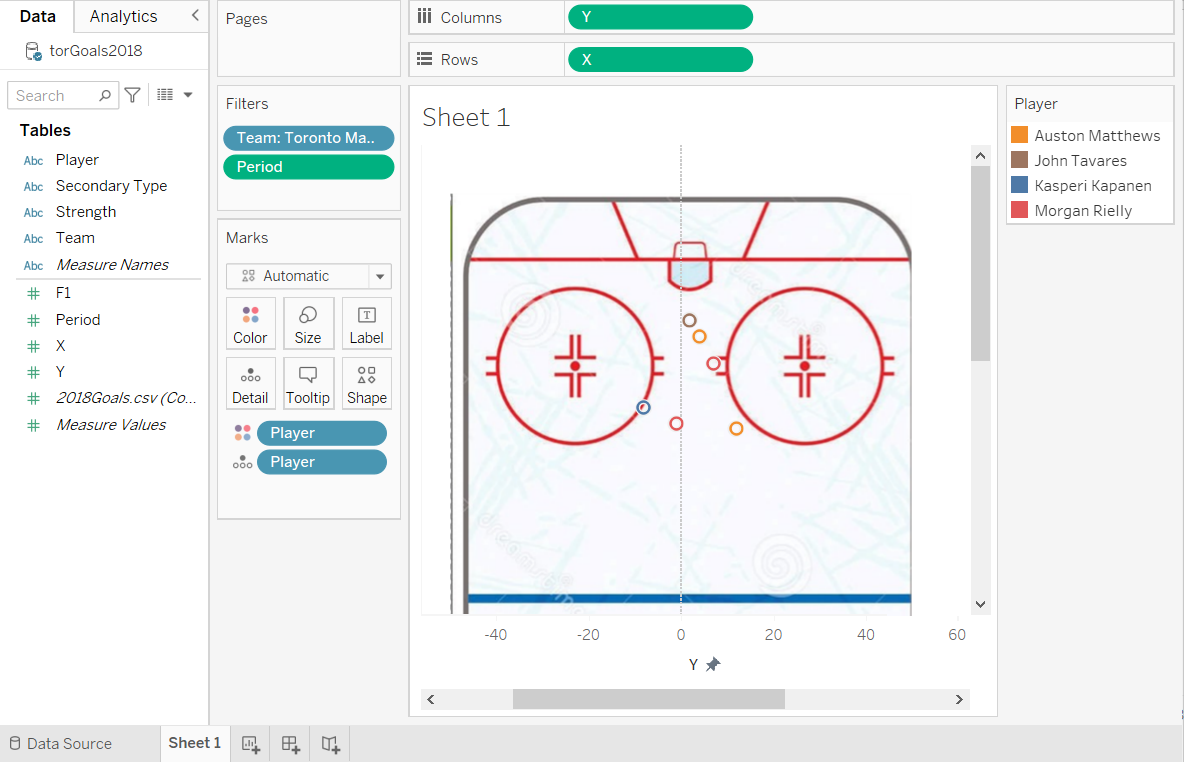 Data
Analytics
torGoals2018
Search
Tables
Abc Player
Abc Secondary Type
Abc Strength
Abc Team
Abc Measure Names
F1
Period
X
Y
2018Goals.csv (Co...
Measure Values
Pages
Filters
Team: Toronto Ma..
Period
Marks
Automatic
Color Size Label
Detail Tooltip Shape
Player
Player
Columns Y
Rows X
Sheet 1
-40 -20 0 20 40 60
Y
Player
Auston Matthews
John Tavares
Kasperi Kapanen
Morgan Rielly
Data Source
Sheet 1